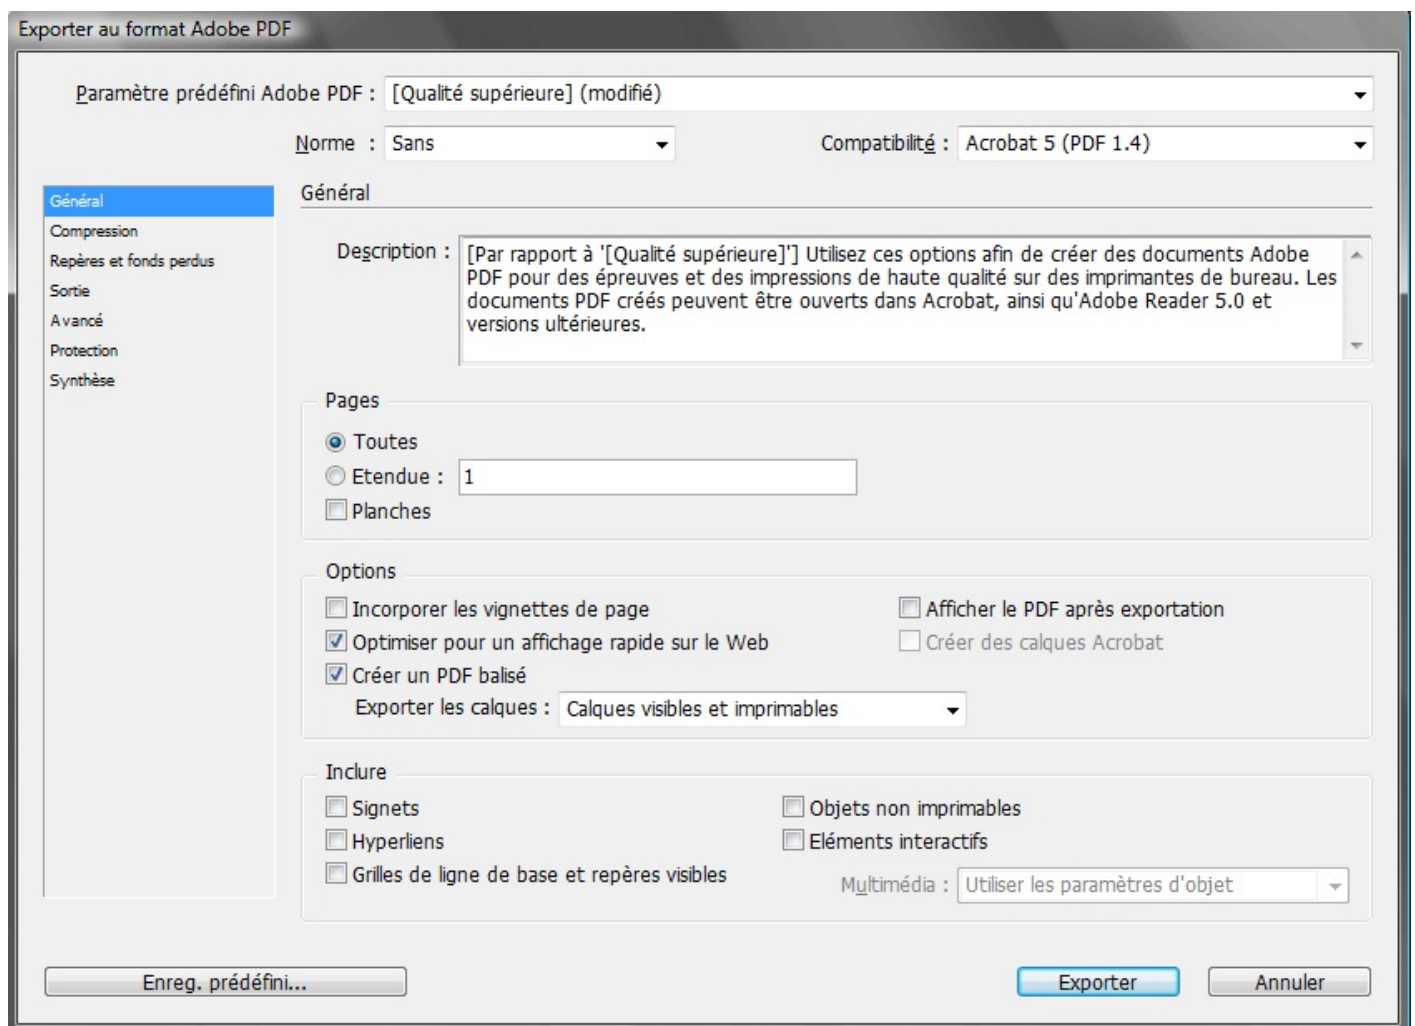 Exporter au format Adobe PDF
Paramètre prédéfini Adobe PDF : [Qualité supérieure] (modifié)
Norme : Sans Compatibilité : Acrobat 5 (PDF 1.4)
Général
Compression
Repères et fonds perdus
Sortie
Avancé
Protection
Synthèse
Général
Description : [Par rapport à '[Qualité supérieure]'] Utilisez ces options afin de créer des documents Adobe
PDF pour des épreuves et des impressions de haute qualité sur des imprimantes de bureau. Les
documents PDF créés peuvent être ouverts dans Acrobat, ainsi qu'Adobe Reader 5.0 et
versions ultérieures.
Pages
Toutes
Etendue : 1
Planches
Options
Incorporer les vignettes de page Afficher le PDF après exportation
Optimiser pour un affichage rapide sur le Web Créer des calques Acrobat
Créer un PDF balisé
Exporter les calques : Calques visibles et imprimables
Inclure
Signets Objets non imprimables
Hyperliens Eléments interactifs
Grilles de ligne de base et repères visibles Multimédia : Utiliser les paramètres d'objet
Enreg. prédéfini... Exporter Annuler